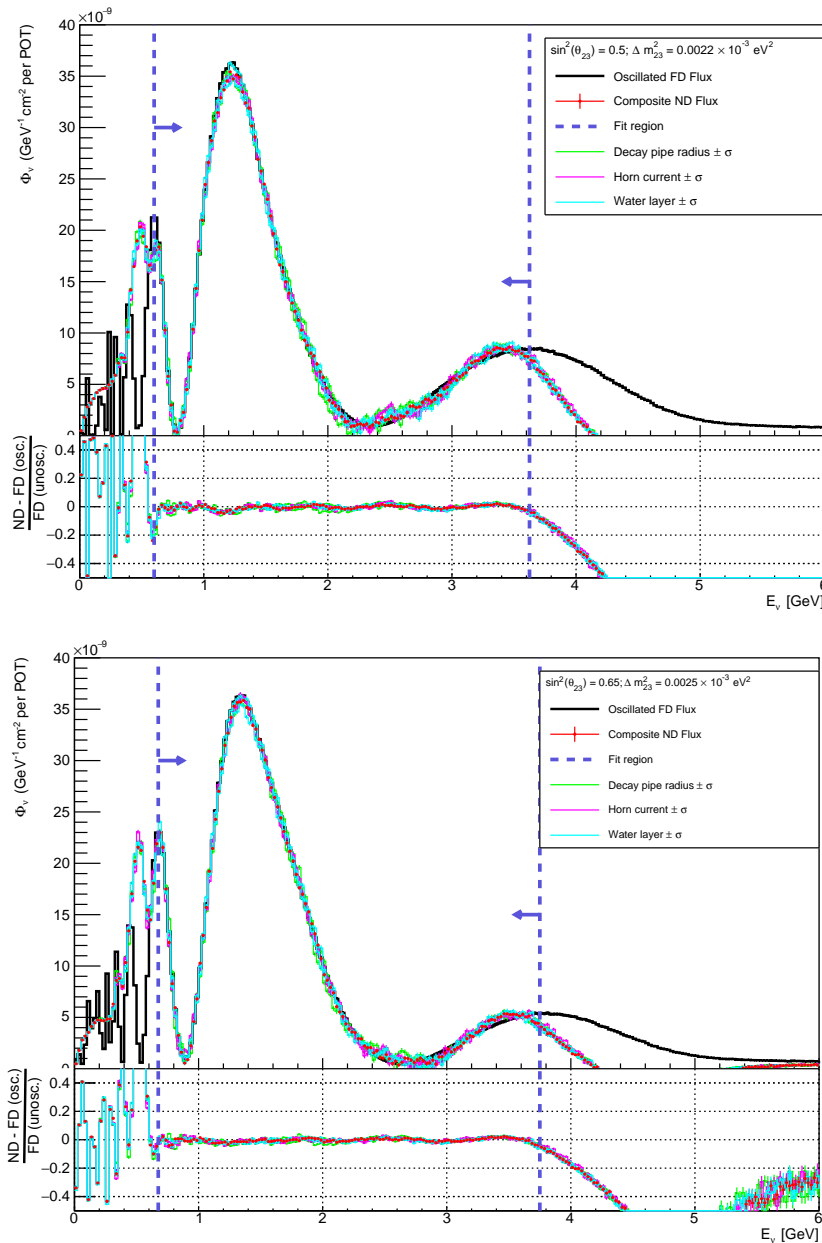 ×10⁻⁹
40
35
30
25
20
15
10
5
Φν (GeV⁻¹ cm⁻² per POT)
sin²(θ₂₃) = 0.5; Δ m²₂₃ = 0.0022 × 10⁻³ eV²
Oscillated FD Flux
Composite ND Flux
Fit region
Decay pipe radius ± σ
Horn current ± σ
Water layer ± σ
ND - FD (osc.)
FD (unosc.)
0.4
0.2
0
−0.2
−0.4
0 1 2 3 4 5 6
Eν [GeV]
×10⁻⁹
40
35
30
25
20
15
10
5
Φν (GeV⁻¹ cm⁻² per POT)
sin²(θ₂₃) = 0.65; Δ m²₂₃ = 0.0025 × 10⁻³ eV²
Oscillated FD Flux
Composite ND Flux
Fit region
Decay pipe radius ± σ
Horn current ± σ
Water layer ± σ
ND - FD (osc.)
FD (unosc.)
0.4
0.2
0
−0.2
−0.4
0 1 2 3 4 5 6
Eν [GeV]